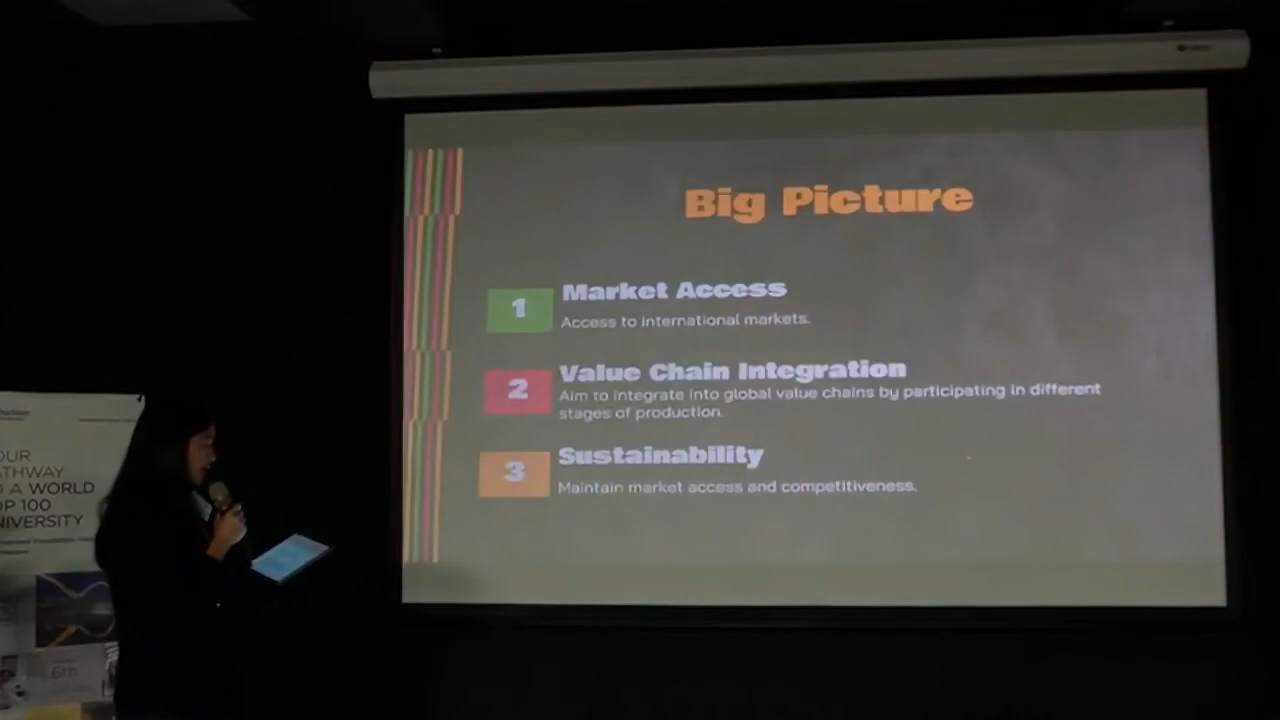 Big Picture
1
Market Access
Access to international markets.
2
Value Chain Integration
Aim to integrate into global value chains by participating in different
stages of production.
3
Sustainability
Maintain market access and competitiveness.
OUR
ATHWAY
O A WORLD
OP 100
NIVERSITY
6th